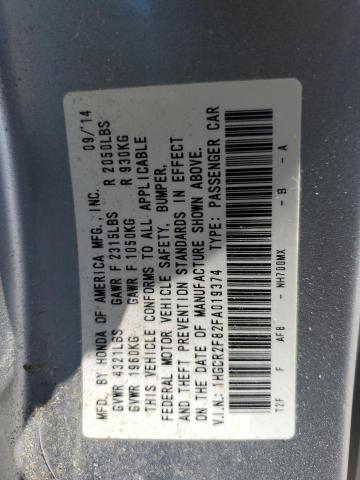 MFD. BY HONDA OF AMERICA MFG., INC. 09/14
GVWR 4321LBS GAWR F 2315LBS R 2050LBS
GVWR 1960KG GAWR F 1050KG R 930KG
THIS VEHICLE CONFORMS TO ALL APPLICABLE
FEDERAL MOTOR VEHICLE SAFETY, BUMPER,
AND THEFT PREVENTION STANDARDS IN EFFECT
ON THE DATE OF MANUFACTURE SHOWN ABOVE.
V.I.N.: 1HGCR2F82FA019374 TYPE: PASSENGER CAR
T2F F AF8 - NH700MX - B - A